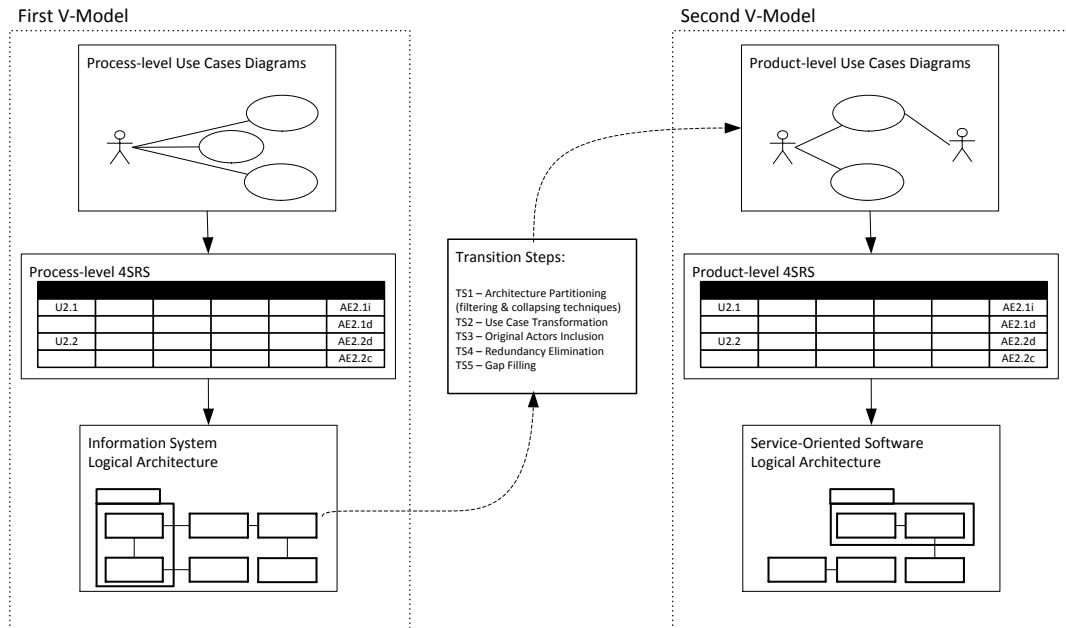 First V-Model
Process-level Use Cases Diagrams
Process-level 4SRS
U2.1 AE2.1i
AE2.1d
U2.2 AE2.2d
AE2.2c
Information System
Logical Architecture
Transition Steps:
TS1 – Architecture Partitioning
(filtering & collapsing techniques)
TS2 – Use Case Transformation
TS3 – Original Actors Inclusion
TS4 – Redundancy Elimination
TS5 – Gap Filling
Second V-Model
Product-level Use Cases Diagrams
Product-level 4SRS
U2.1 AE2.1i
AE2.1d
U2.2 AE2.2d
AE2.2c
Service-Oriented Software
Logical Architecture